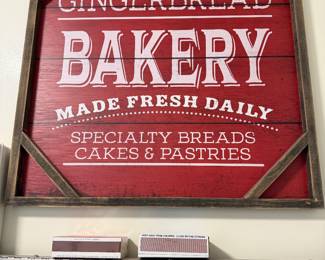 GINGERBREAD
BAKERY
MADE FRESH DAILY
SPECIALTY BREADS
CAKES & PASTRIES